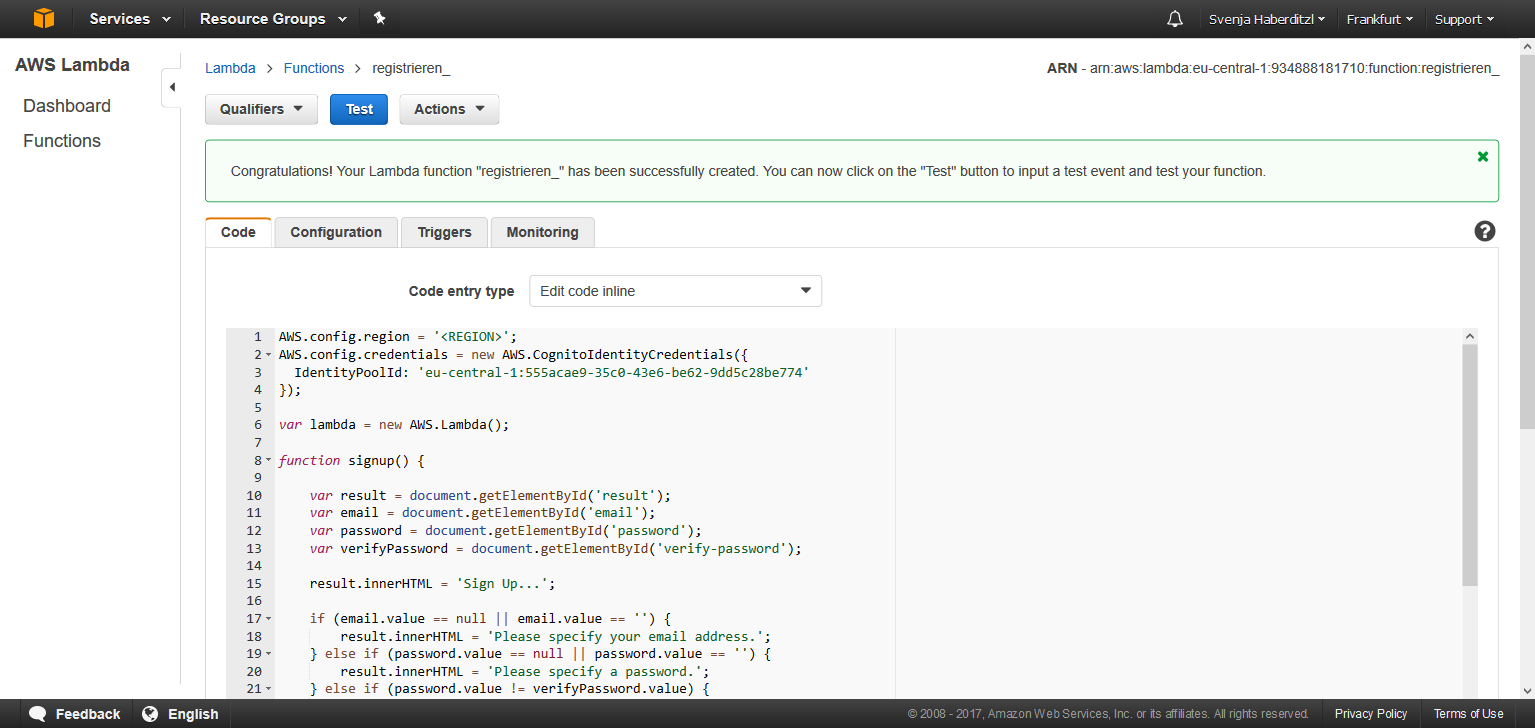 Services Resource Groups Svenja Haberditzl Frankfurt Support
AWS Lambda
Dashboard
Functions
Lambda > Functions > registrieren_
ARN - arn:aws:lambda:eu-central-1:934888181710:function:registrieren_
Qualifiers Test Actions
Congratulations! Your Lambda function "registrieren_" has been successfully created. You can now click on the "Test" button to input a test event and test your function.
Code Configuration Triggers Monitoring
Code entry type Edit code inline
1 AWS.config.region = '<REGION>';
2 AWS.config.credentials = new AWS.CognitoIdentityCredentials({
3 IdentityPoolId: 'eu-central-1:555acae9-35c0-43e6-be62-9dd5c28be774'
4 });
5
6 var lambda = new AWS.Lambda();
7
8 function signup() {
9
10 var result = document.getElementById('result');
11 var email = document.getElementById('email');
12 var password = document.getElementById('password');
13 var verifyPassword = document.getElementById('verify-password');
14
15 result.innerHTML = 'Sign Up...';
16
17 if (email.value == null || email.value == '') {
18 result.innerHTML = 'Please specify your email address.';
19 } else if (password.value == null || password.value == '') {
20 result.innerHTML = 'Please specify a password.';
21 } else if (password.value != verifyPassword.value) {
Feedback English © 2008 - 2017, Amazon Web Services, Inc. or its affiliates. All rights reserved. Privacy Policy Terms of Use